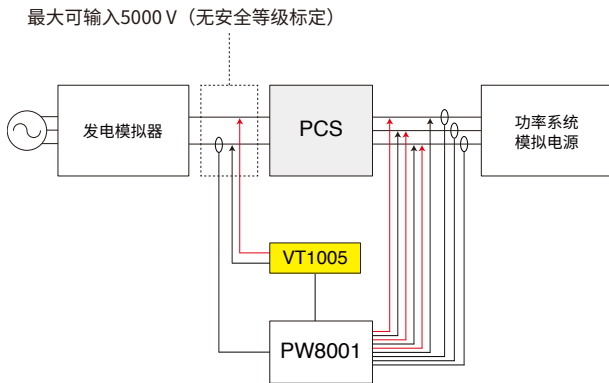 最大可输入5000 V（无安全等级标定）
发电模拟器
PCS
功率系统
模拟电源
VT1005
PW8001